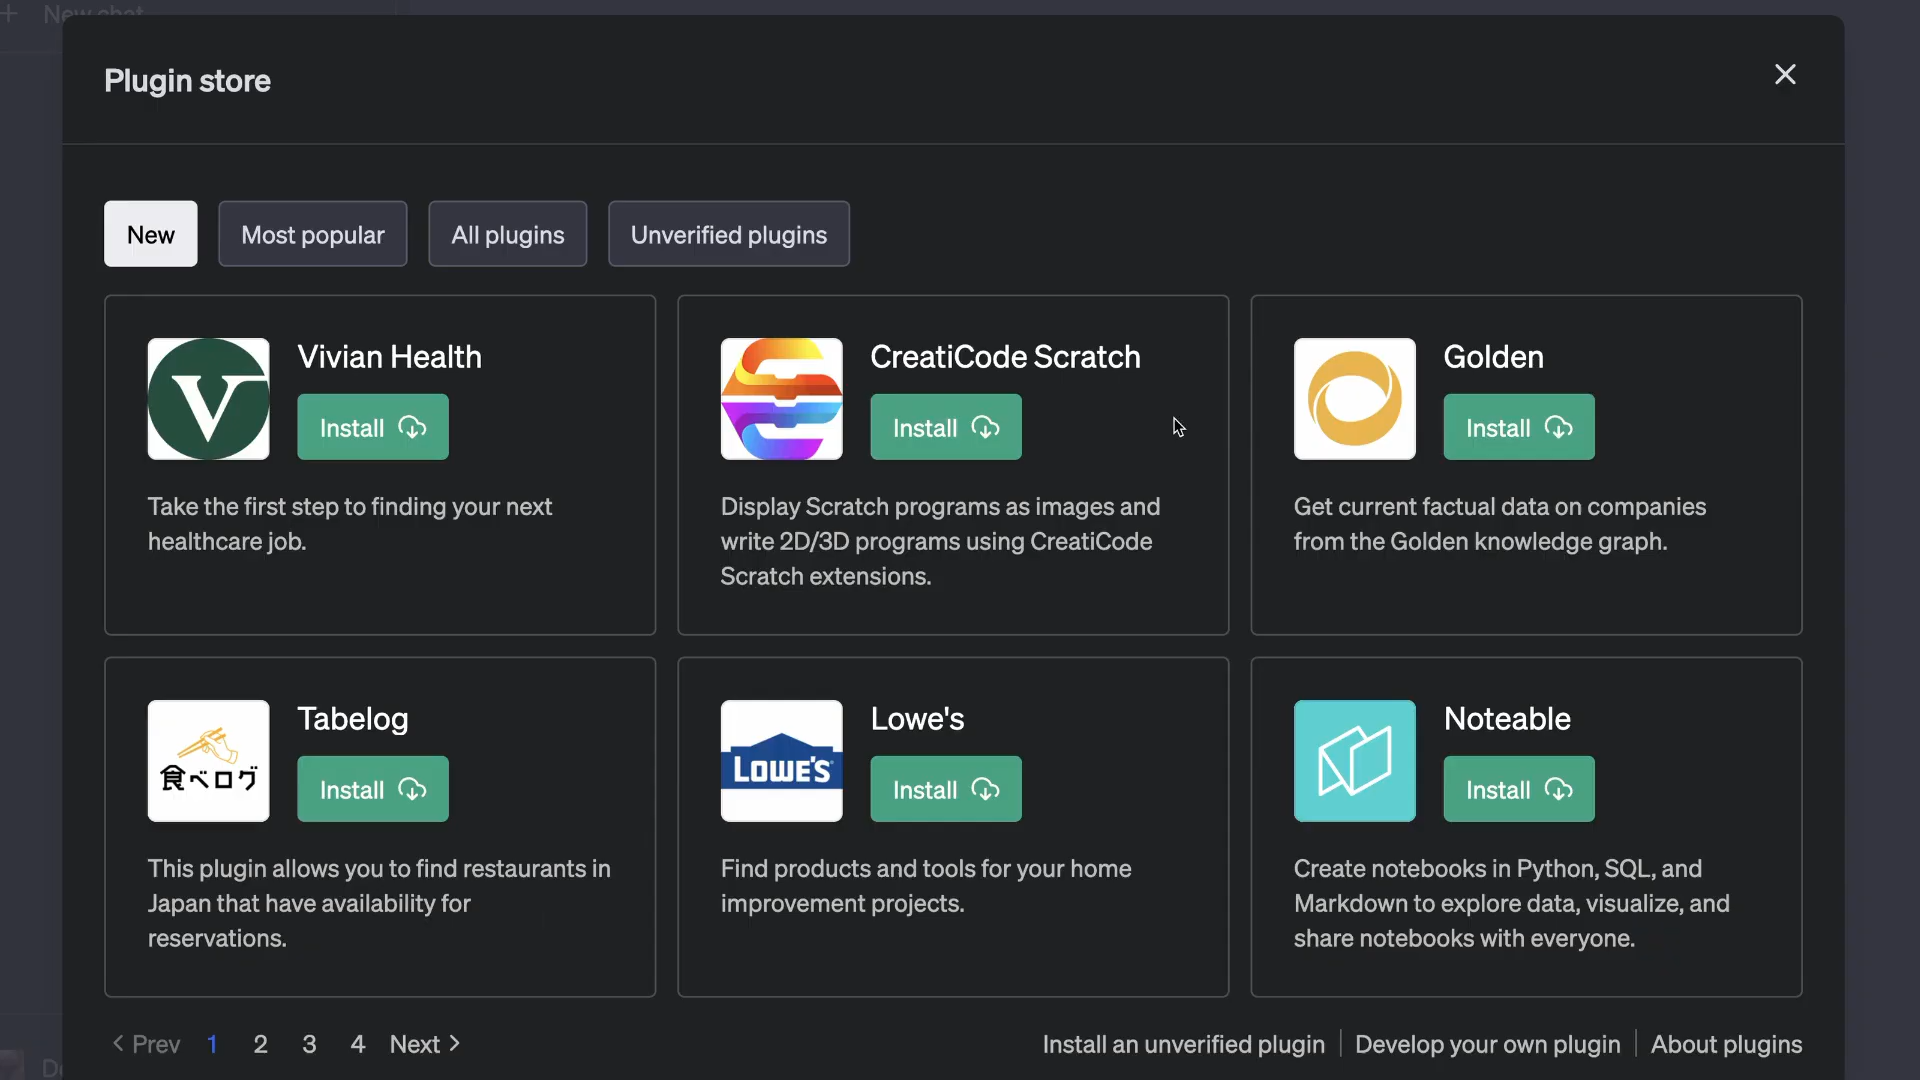 New chat
Plugin store
New
Most popular
All plugins
Unverified plugins
Vivian Health
Install
Take the first step to finding your next
healthcare job.
CreatiCode Scratch
Install
Display Scratch programs as images and
write 2D/3D programs using CreatiCode
Scratch extensions.
Golden
Install
Get current factual data on companies
from the Golden knowledge graph.
食べログ
Tabelog
Install
This plugin allows you to find restaurants in
Japan that have availability for
reservations.
LOWE'S
Lowe's
Install
Find products and tools for your home
improvement projects.
Noteable
Install
Create notebooks in Python, SQL, and
Markdown to explore data, visualize, and
share notebooks with everyone.
Prev 1 2 3 4 Next
Install an unverified plugin
Develop your own plugin
About plugins